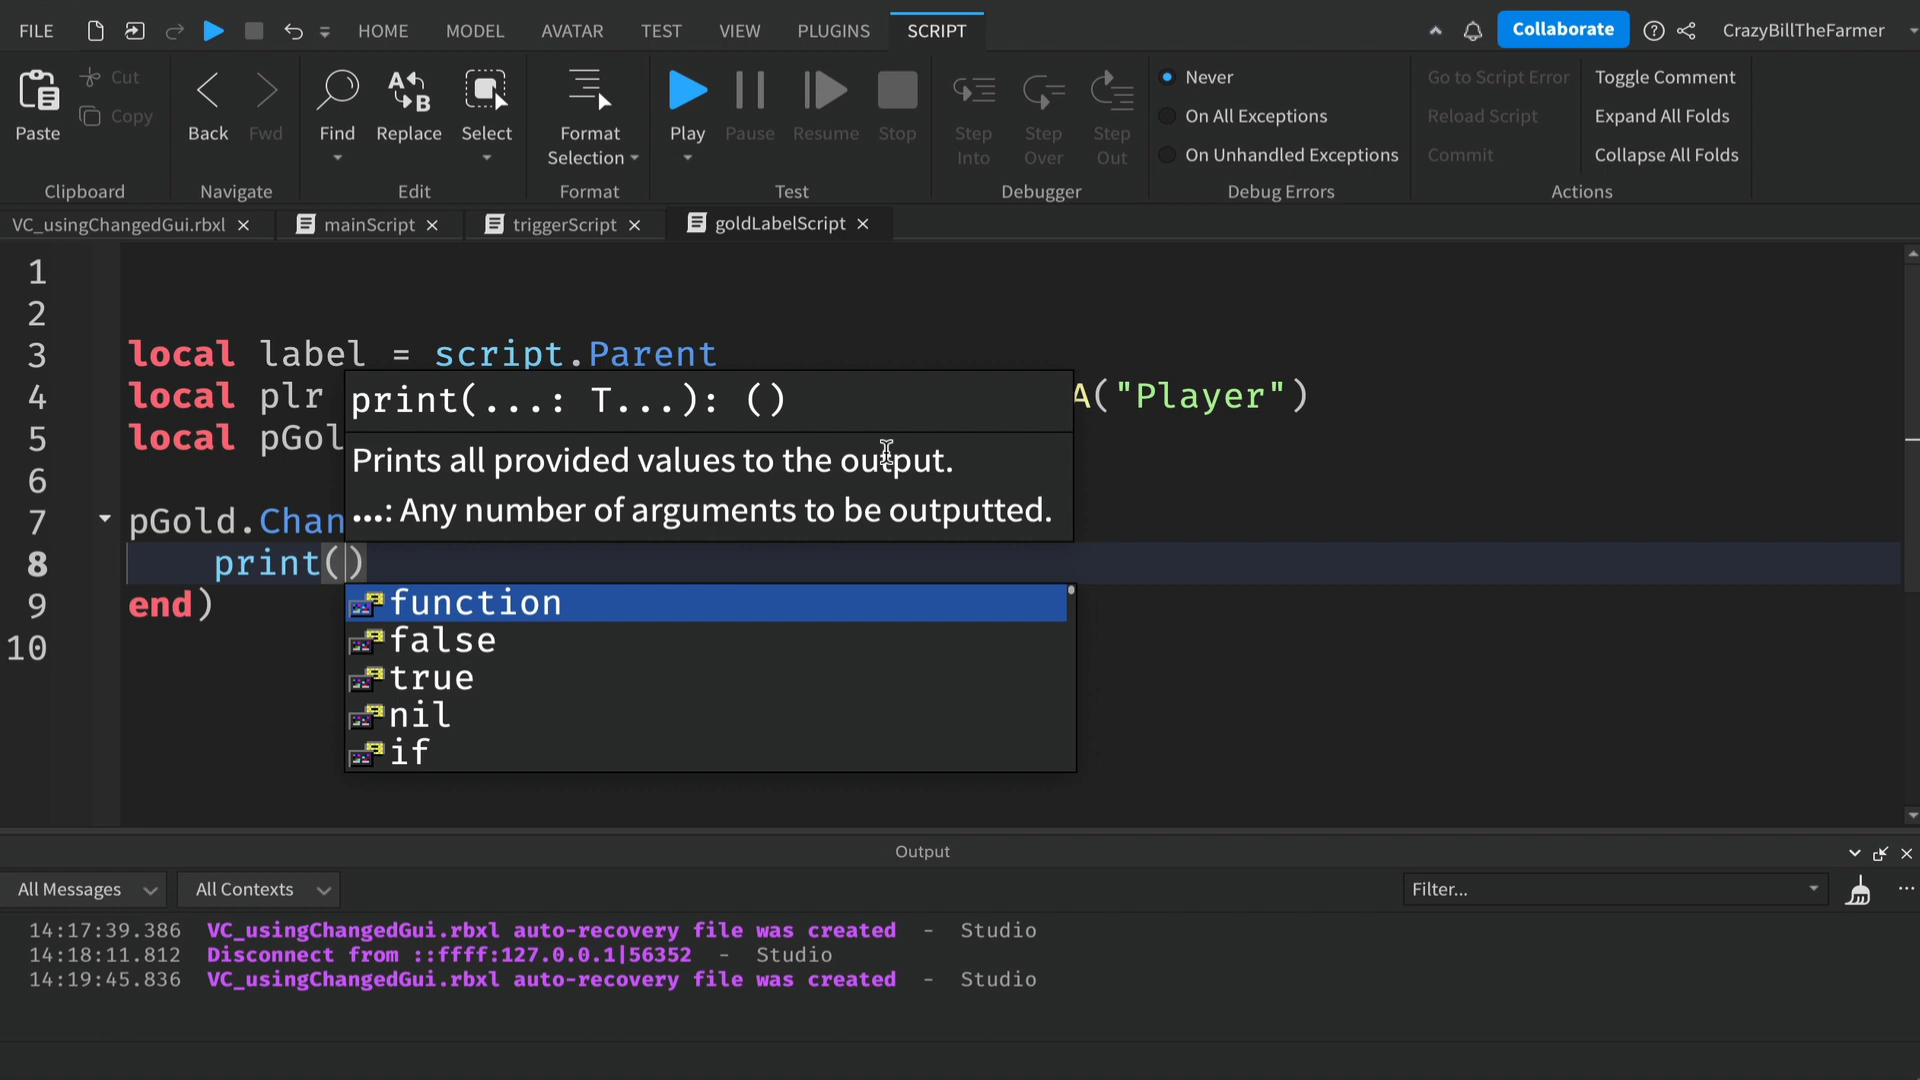 FILE HOME MODEL AVATAR TEST VIEW PLUGINS SCRIPT Collaborate CrazyBillTheFarmer
Paste Cut Copy
Clipboard
Back Fwd
Navigate
Find Replace Select
Edit
Format Selection
Format
Play Pause Resume Stop
Test
Step Into Step Over Step Out
Debugger
Never
On All Exceptions
On Unhandled Exceptions
Debug Errors
Go to Script Error Toggle Comment
Reload Script Expand All Folds
Commit Collapse All Folds
Actions
VC_usingChangedGui.rbxl mainScript triggerScript goldLabelScript
1
2
3 local label = script.Parent
4 local plr A("Player")
5 local pGol
6
7 pGold.Chan
8 print()
9 end)
10
print(...: T...): ()
Prints all provided values to the output.
...: Any number of arguments to be outputted.
function
false
true
nil
if
Output
All Messages All Contexts Filter...
14:17:39.386 VC_usingChangedGui.rbxl auto-recovery file was created - Studio
14:18:11.812 Disconnect from ::ffff:127.0.0.1|56352 - Studio
14:19:45.836 VC_usingChangedGui.rbxl auto-recovery file was created - Studio